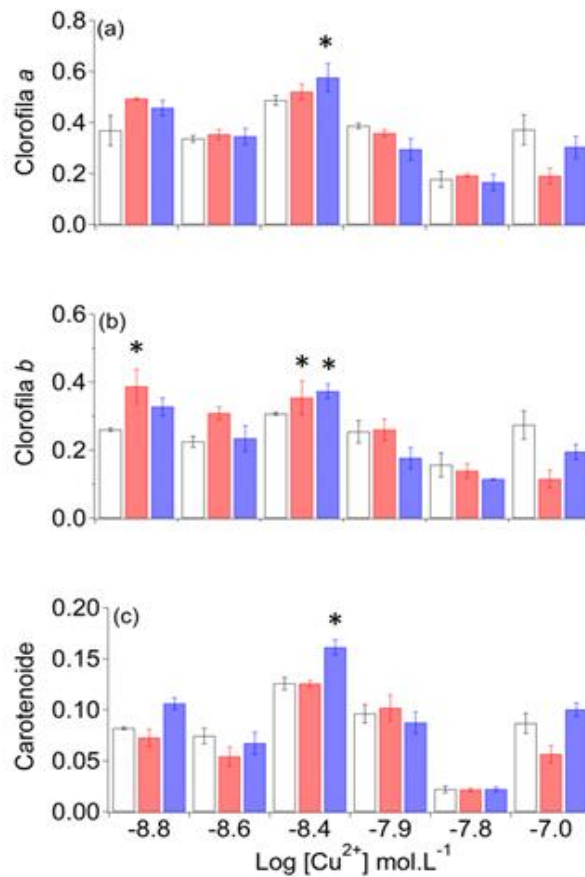 (a)
*
Clorofila a
0.8
0.6
0.4
0.2
0.0
(b)
* * *
Clorofila b
0.6
0.4
0.2
0.0
(c)
*
Carotenoide
0.20
0.15
0.10
0.05
0.00
-8.8 -8.6 -8.4 -7.9 -7.8 -7.0
Log [Cu²⁺] mol.L⁻¹